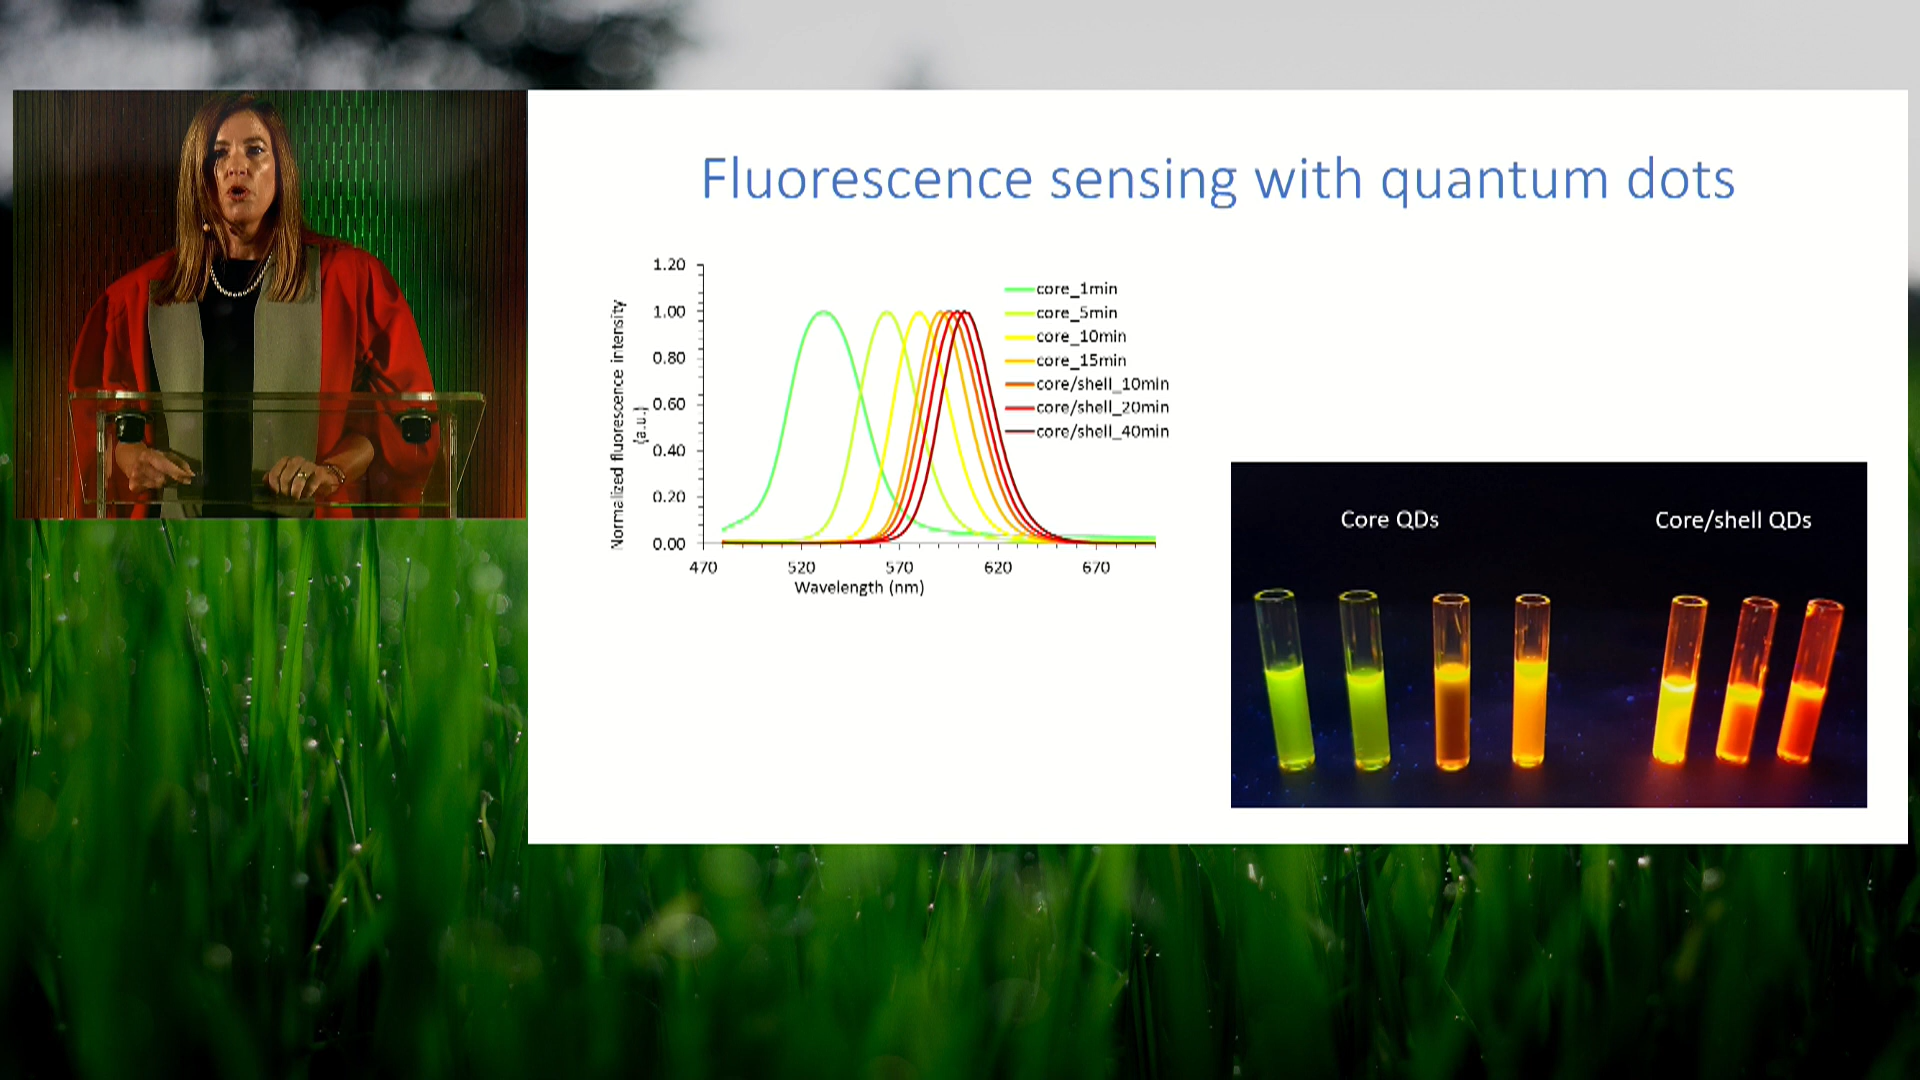 Fluorescence sensing with quantum dots
1.20
1.00
0.80
0.60
0.40
0.20
0.00
Normalized fluorescence intensity
(a.u.)
470
520
570
620
670
Wavelength (nm)
core_1min
core_5min
core_10min
core_15min
core/shell_10min
core/shell_20min
core/shell_40min
Core QDs
Core/shell QDs